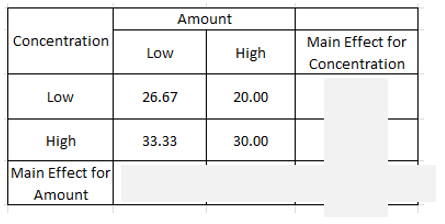 Amount
Concentration Low High Main Effect for
Concentration
Low 26.67 20.00
High 33.33 30.00
Main Effect for
Amount